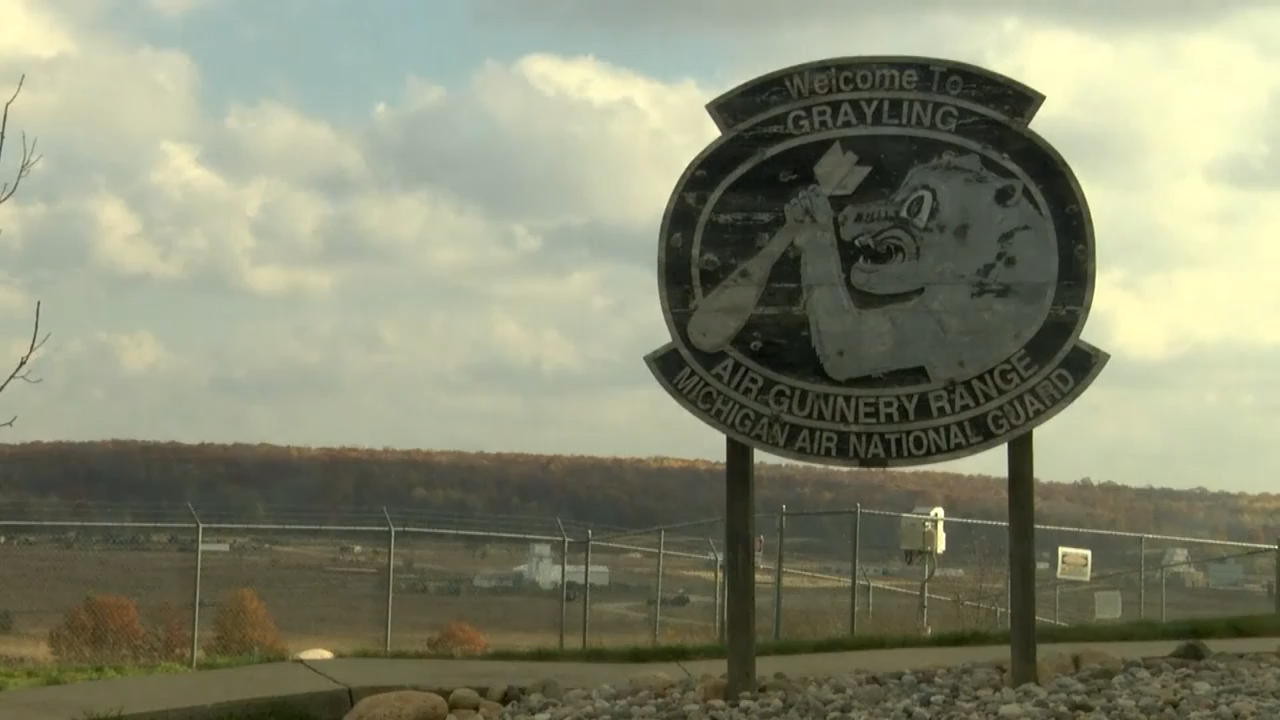 Welcome To
GRAYLING
AIR GUNNERY RANGE
MICHIGAN AIR NATIONAL GUARD